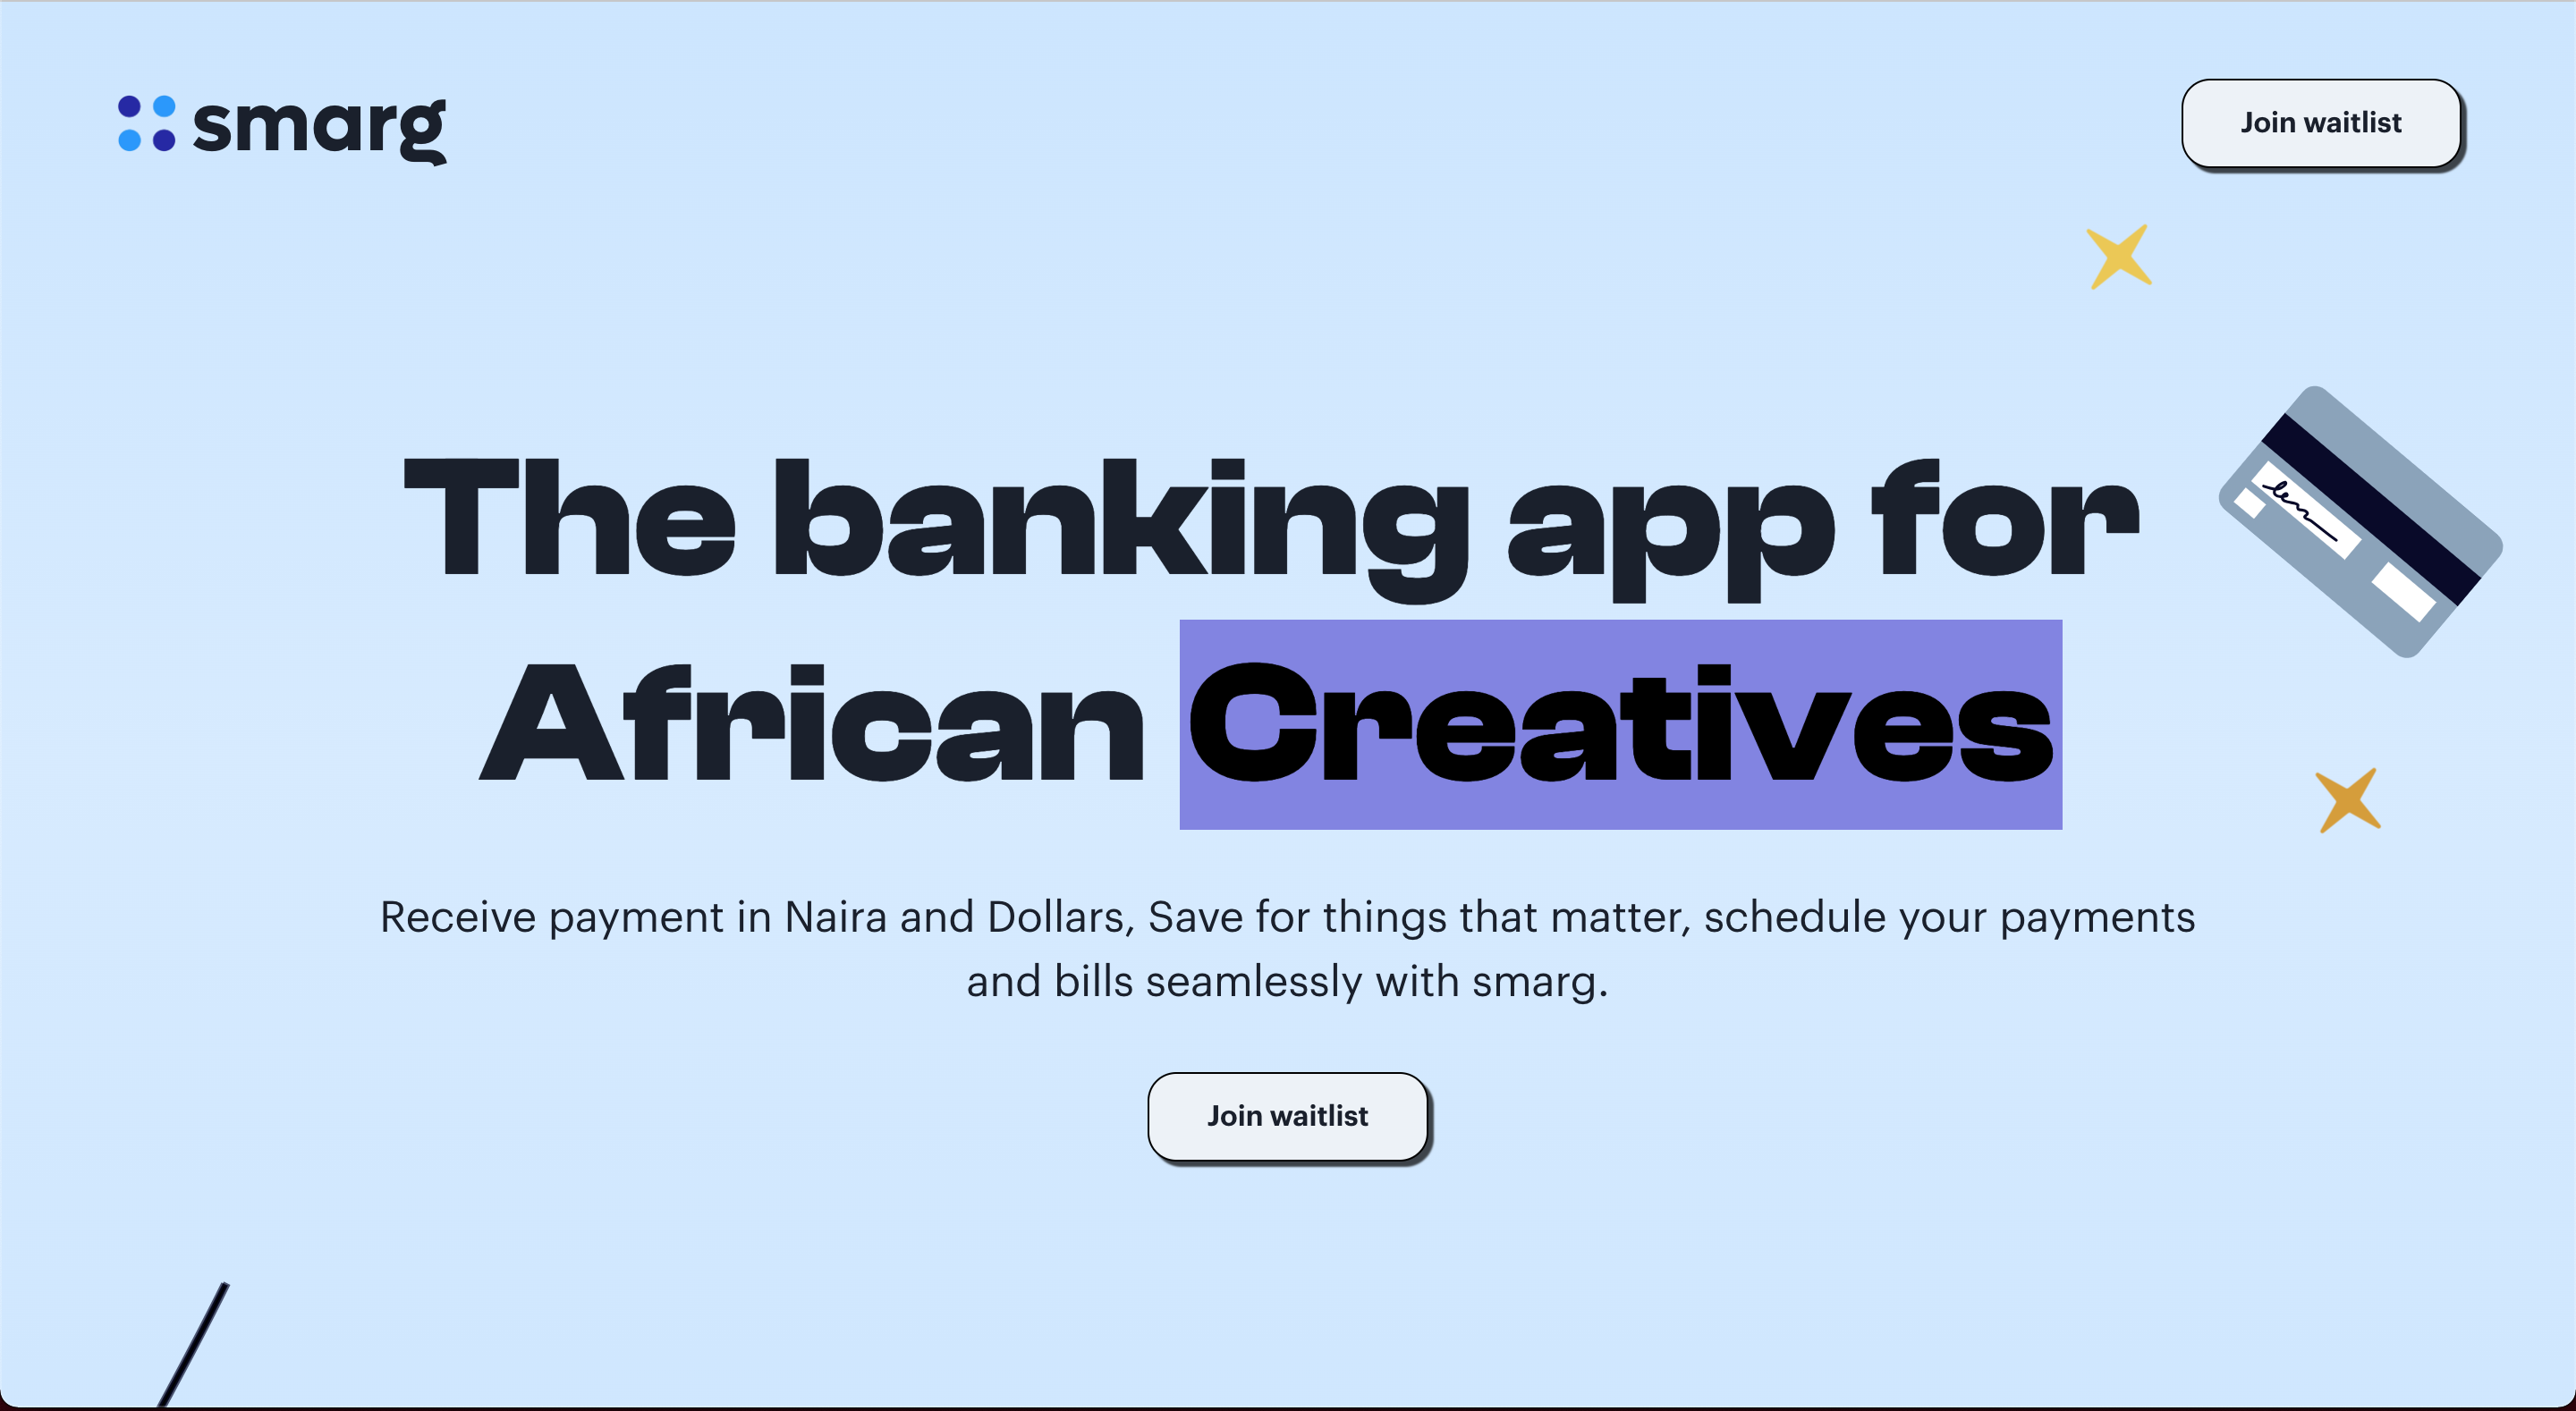 smarg
Join waitlist
The banking app for
African Creatives
Receive payment in Naira and Dollars, Save for things that matter, schedule your payments
and bills seamlessly with smarg.
Join waitlist